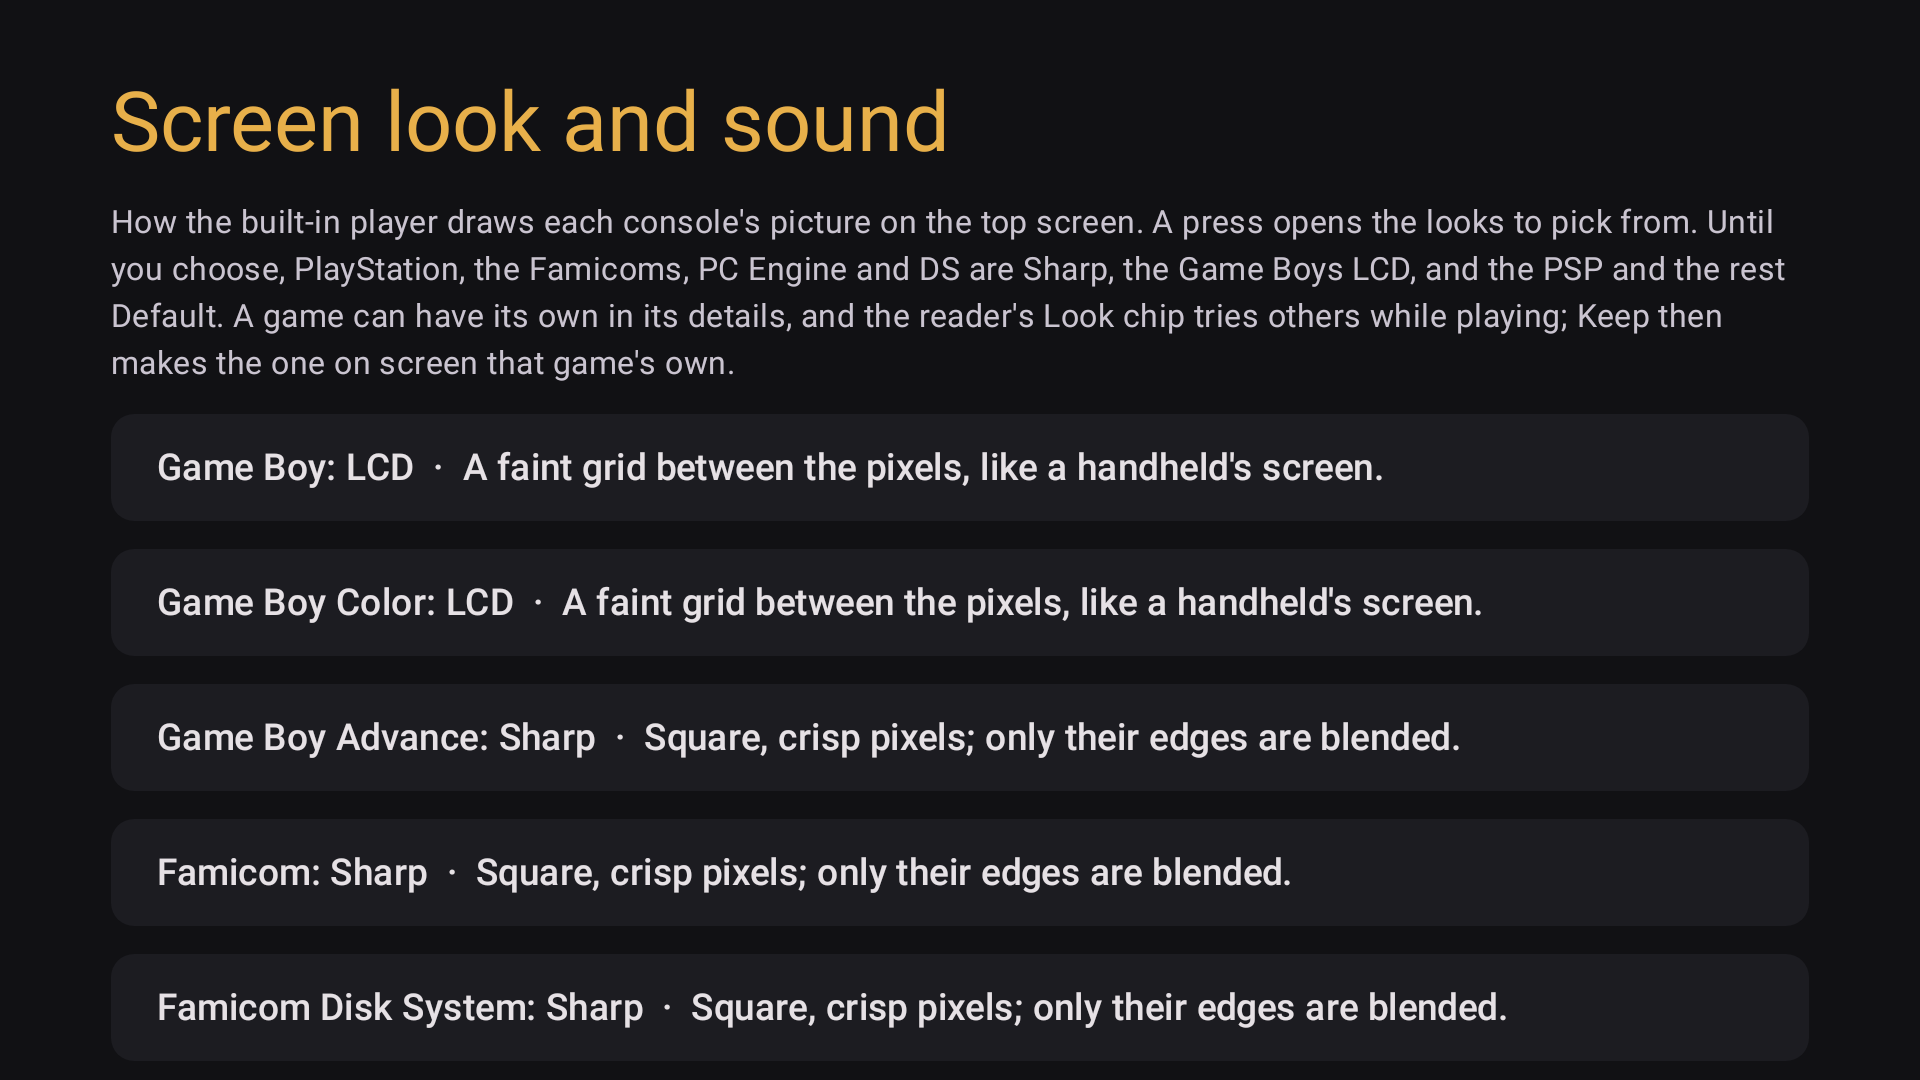 Screen look and sound
How the built-in player draws each console's picture on the top screen. A press opens the looks to pick from. Until
you choose, PlayStation, the Famicoms, PC Engine and DS are Sharp, the Game Boys LCD, and the PSP and the rest
Default. A game can have its own in its details, and the reader's Look chip tries others while playing; Keep then
makes the one on screen that game's own.
Game Boy: LCD · A faint grid between the pixels, like a handheld's screen.
Game Boy Color: LCD · A faint grid between the pixels, like a handheld's screen.
Game Boy Advance: Sharp · Square, crisp pixels; only their edges are blended.
Famicom: Sharp · Square, crisp pixels; only their edges are blended.
Famicom Disk System: Sharp · Square, crisp pixels; only their edges are blended.